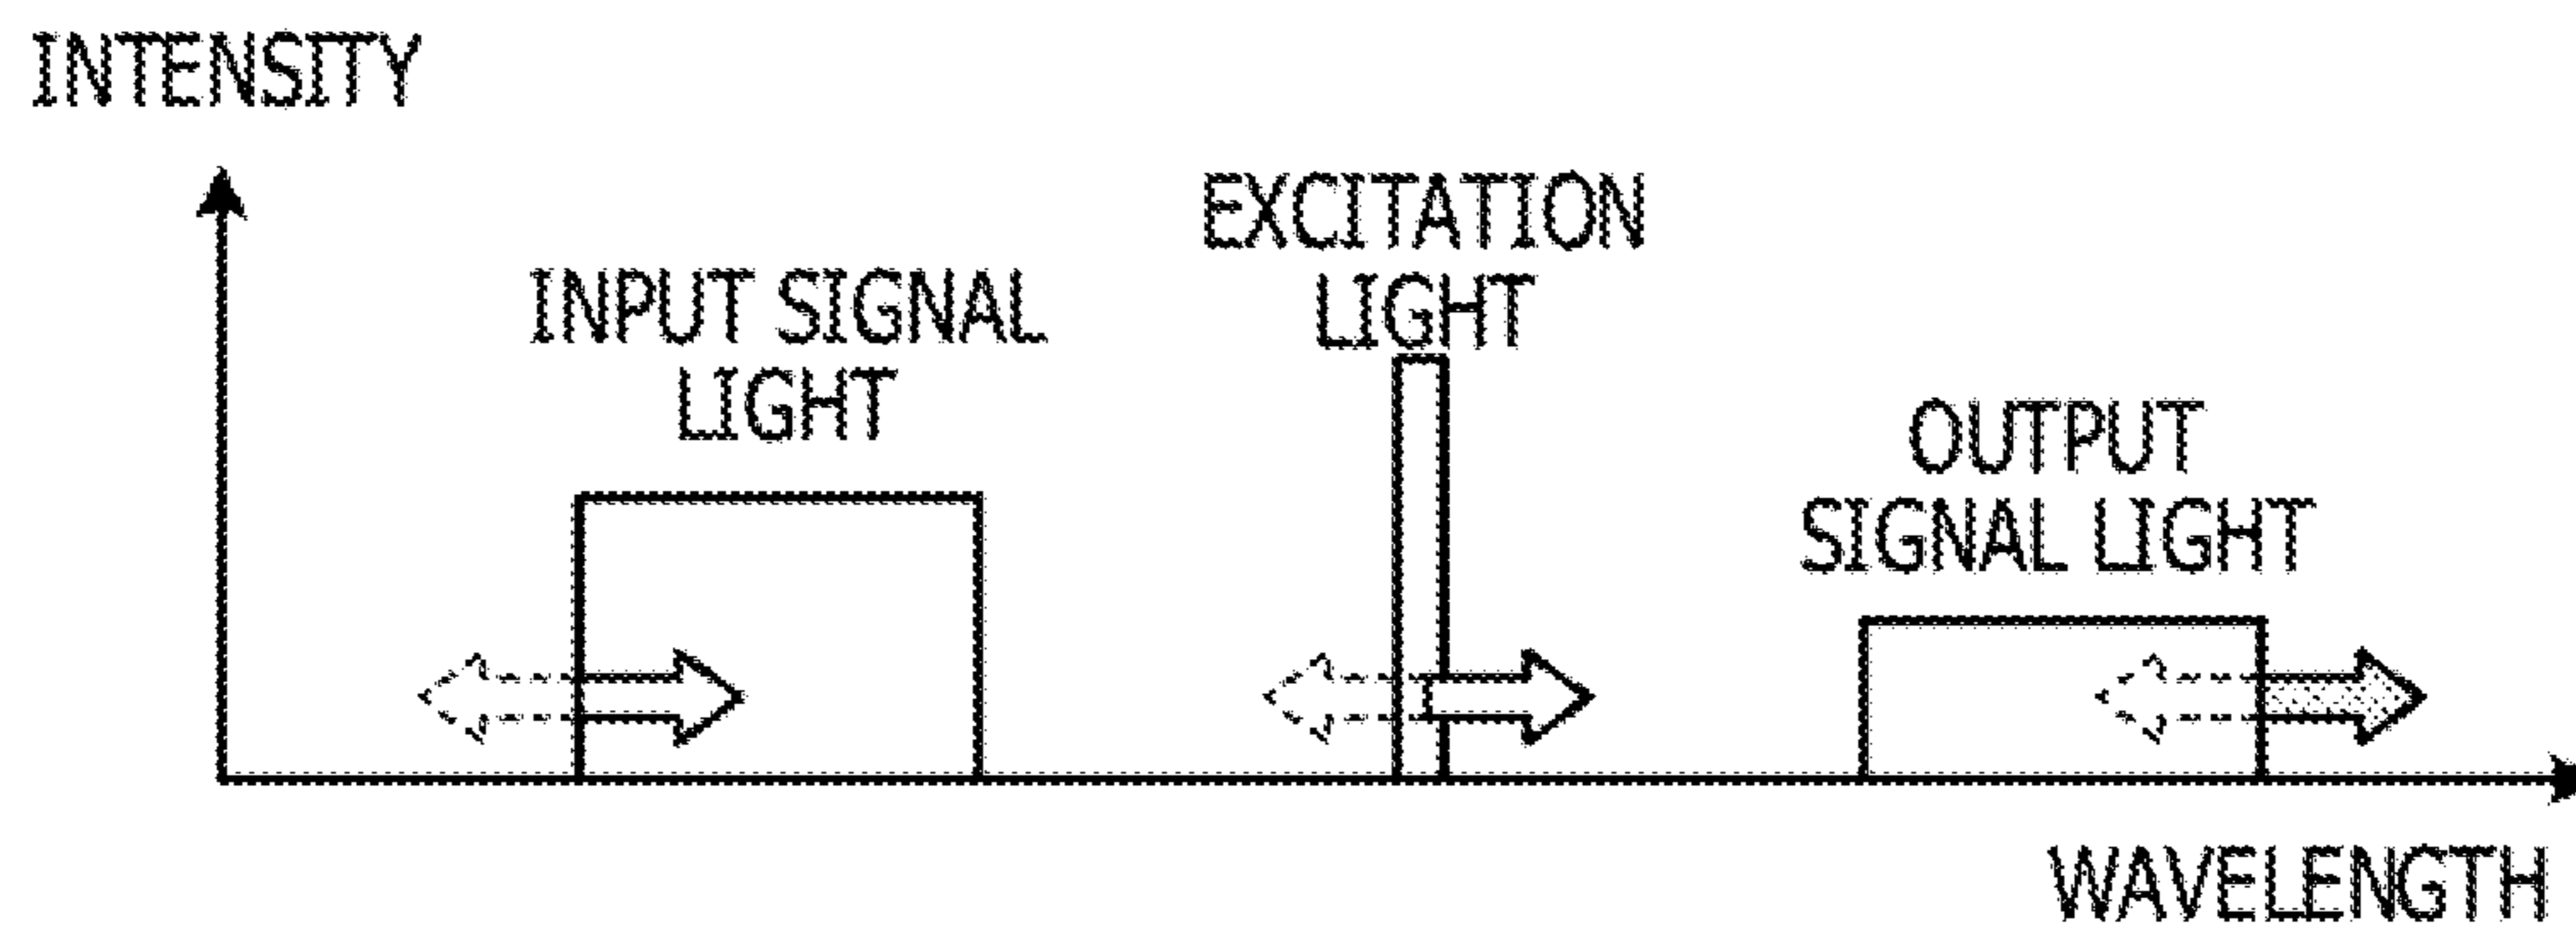 INTENSITY
EXCITATION
LIGHT
INPUT SIGNAL
LIGHT
OUTPUT
SIGNAL LIGHT
WAVELENGTH